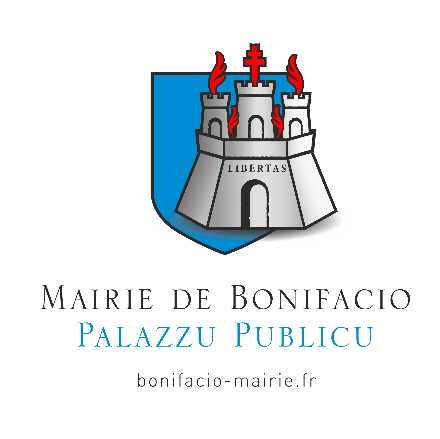 LIBERTAS
MAIRIE DE BONIFACIO
PALAZZU PUBLICU
bonifacio-mairie.fr